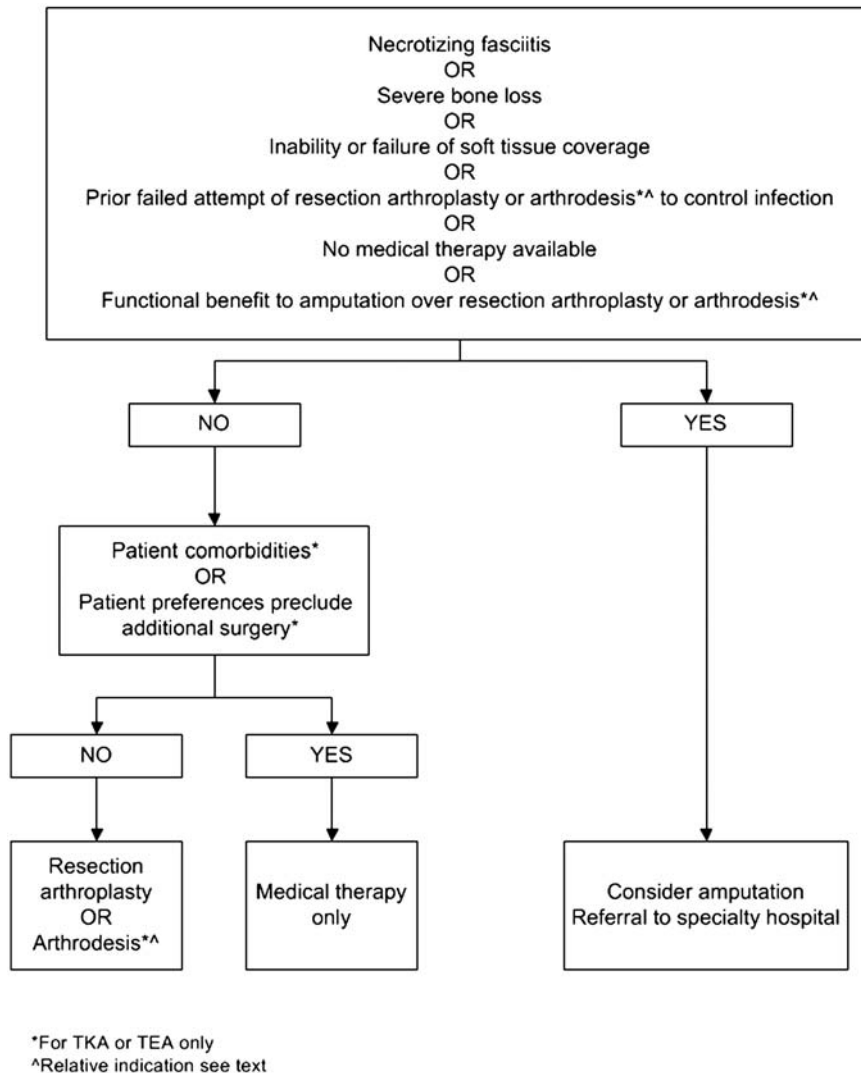 Necrotizing fasciitis
OR
Severe bone loss
OR
Inability or failure of soft tissue coverage
OR
Prior failed attempt of resection arthroplasty or arthrodesis*^ to control infection
OR
No medical therapy available
OR
Functional benefit to amputation over resection arthroplasty or arthrodesis*^
NO
YES
Patient comorbidities*
OR
Patient preferences preclude
additional surgery*
NO
YES
Resection
arthroplasty
OR
Arthrodesis*^
Medical therapy
only
Consider amputation
Referral to specialty hospital
*For TKA or TEA only
^Relative indication see text